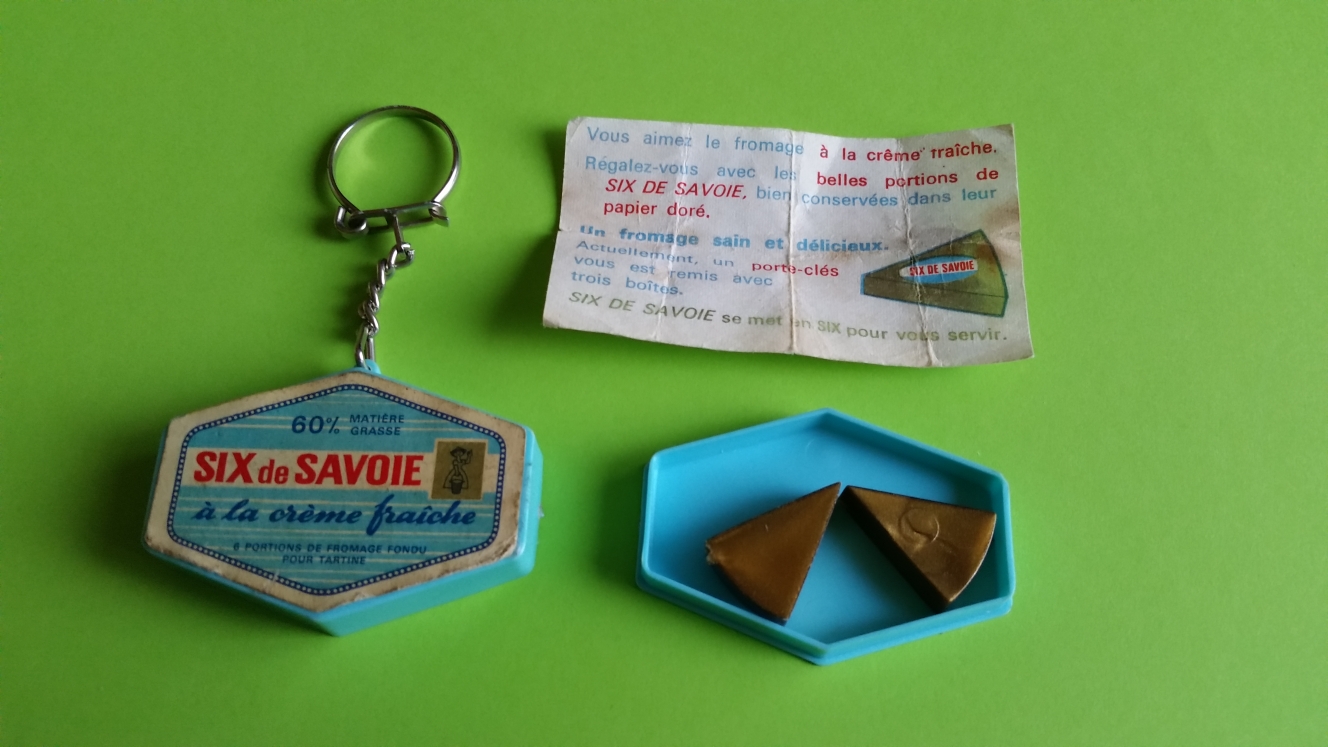 Vous aimez le fromage à la crême fraîche.
Régalez-vous avec les belles portions de
SIX DE SAVOIE, bien conservées dans leur
papier doré.
Un fromage sain et délicieux.
Actuellement, un porte-clés
vous est remis avec
trois boîtes.
SIX DE SAVOIE
SIX DE SAVOIE se met en SIX pour vous servir.
60% MATIÈRE
GRASSE
SIX de SAVOIE
à la crème fraîche
6 PORTIONS DE FROMAGE FONDU
POUR TARTINE